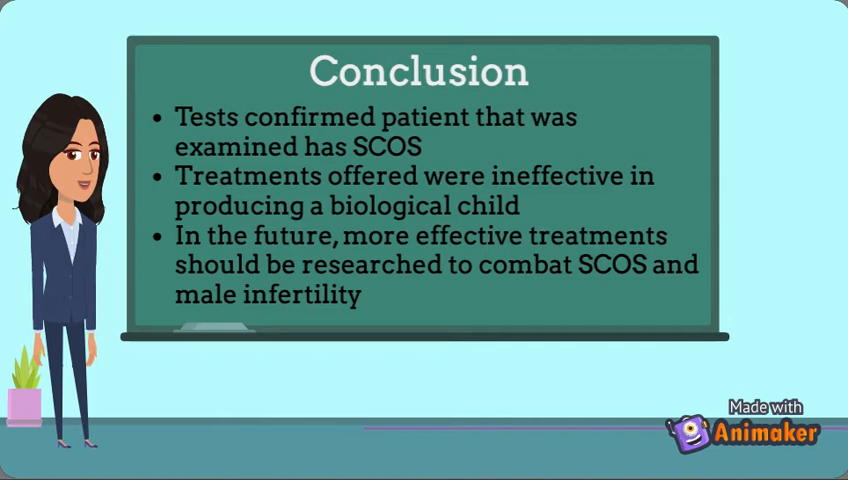 Conclusion
• Tests confirmed patient that was
examined has SCOS
• Treatments offered were ineffective in
producing a biological child
• In the future, more effective treatments
should be researched to combat SCOS and
male infertility
Made with
Animaker